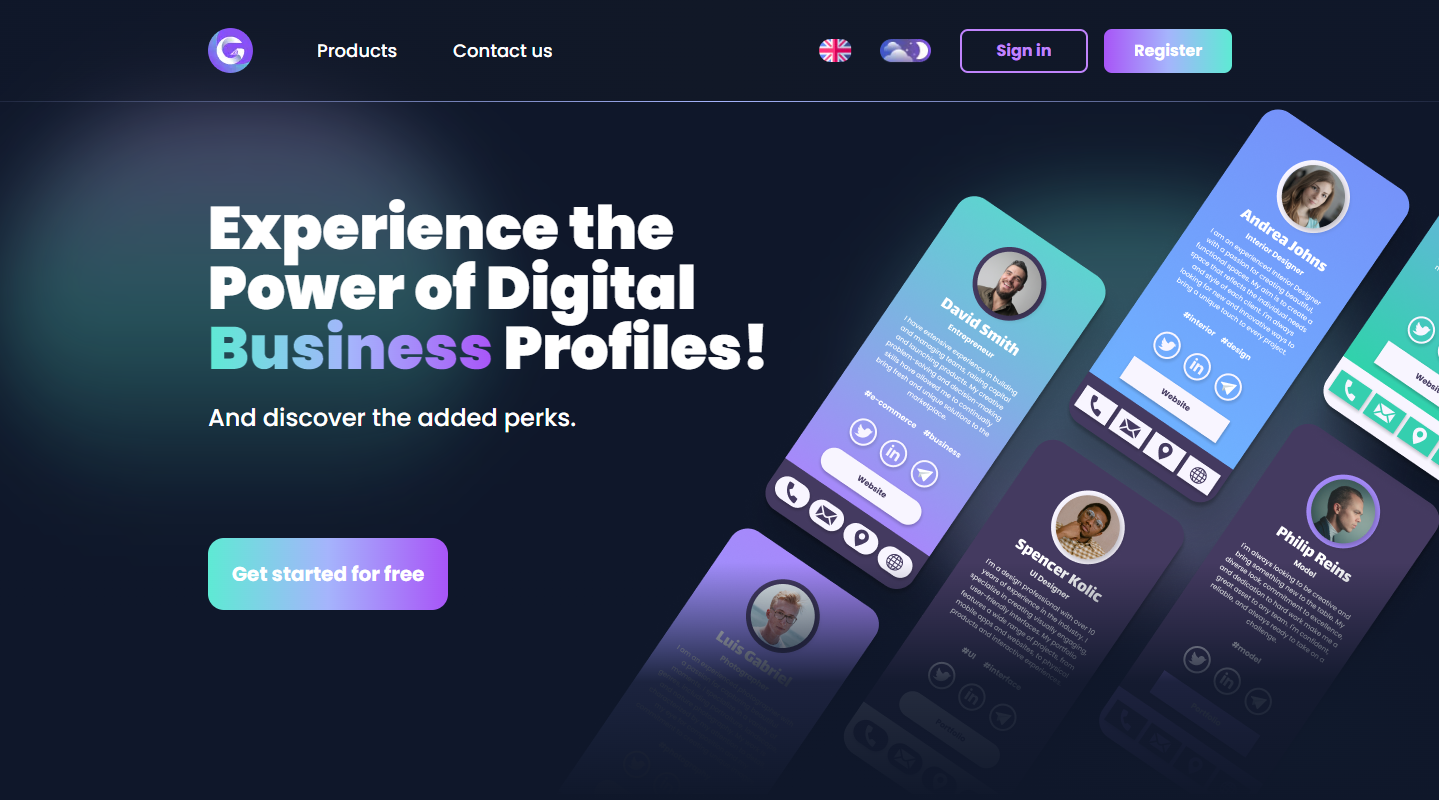 Products
Contact us
Sign in
Register
Experience the
Power of Digital
Business Profiles!
And discover the added perks.
Get started for free
David Smith
Entrepreneur
I have extensive experience in building
and managing teams, raising capital
and launching products. My creative
problem-solving and decision-making
skills have allowed me to continually
bring fresh and unique solutions to the
marketplace.
#e-commerce #business
Website
Andrea Johns
Interior Designer
I am an experienced Interior Designer
with a passion for creating beautiful,
functional spaces. My aim is to create a
space that reflects the individual needs
and style of each client. I'm always
looking for new and innovative ways to
bring a unique touch to every project.
#interior #design
Website
Luis Gabriel
Photographer
Spencer Kolic
UI Designer
I'm a design professional with over 10
years of experience in the industry. I
specialize in creating visually engaging,
user-friendly interfaces. My portfolio
features a wide range of projects, from
mobile apps and websites, to physical
products and interactive experiences.
#UI #interface
Portfolio
Philip Reins
Model
I'm always looking to be creative and
bring something new to the table. My
diverse look, commitment to excellence,
and dedication to hard work make me a
great asset to any team. I'm confident,
reliable, and always ready to take on a
challenge.
#model